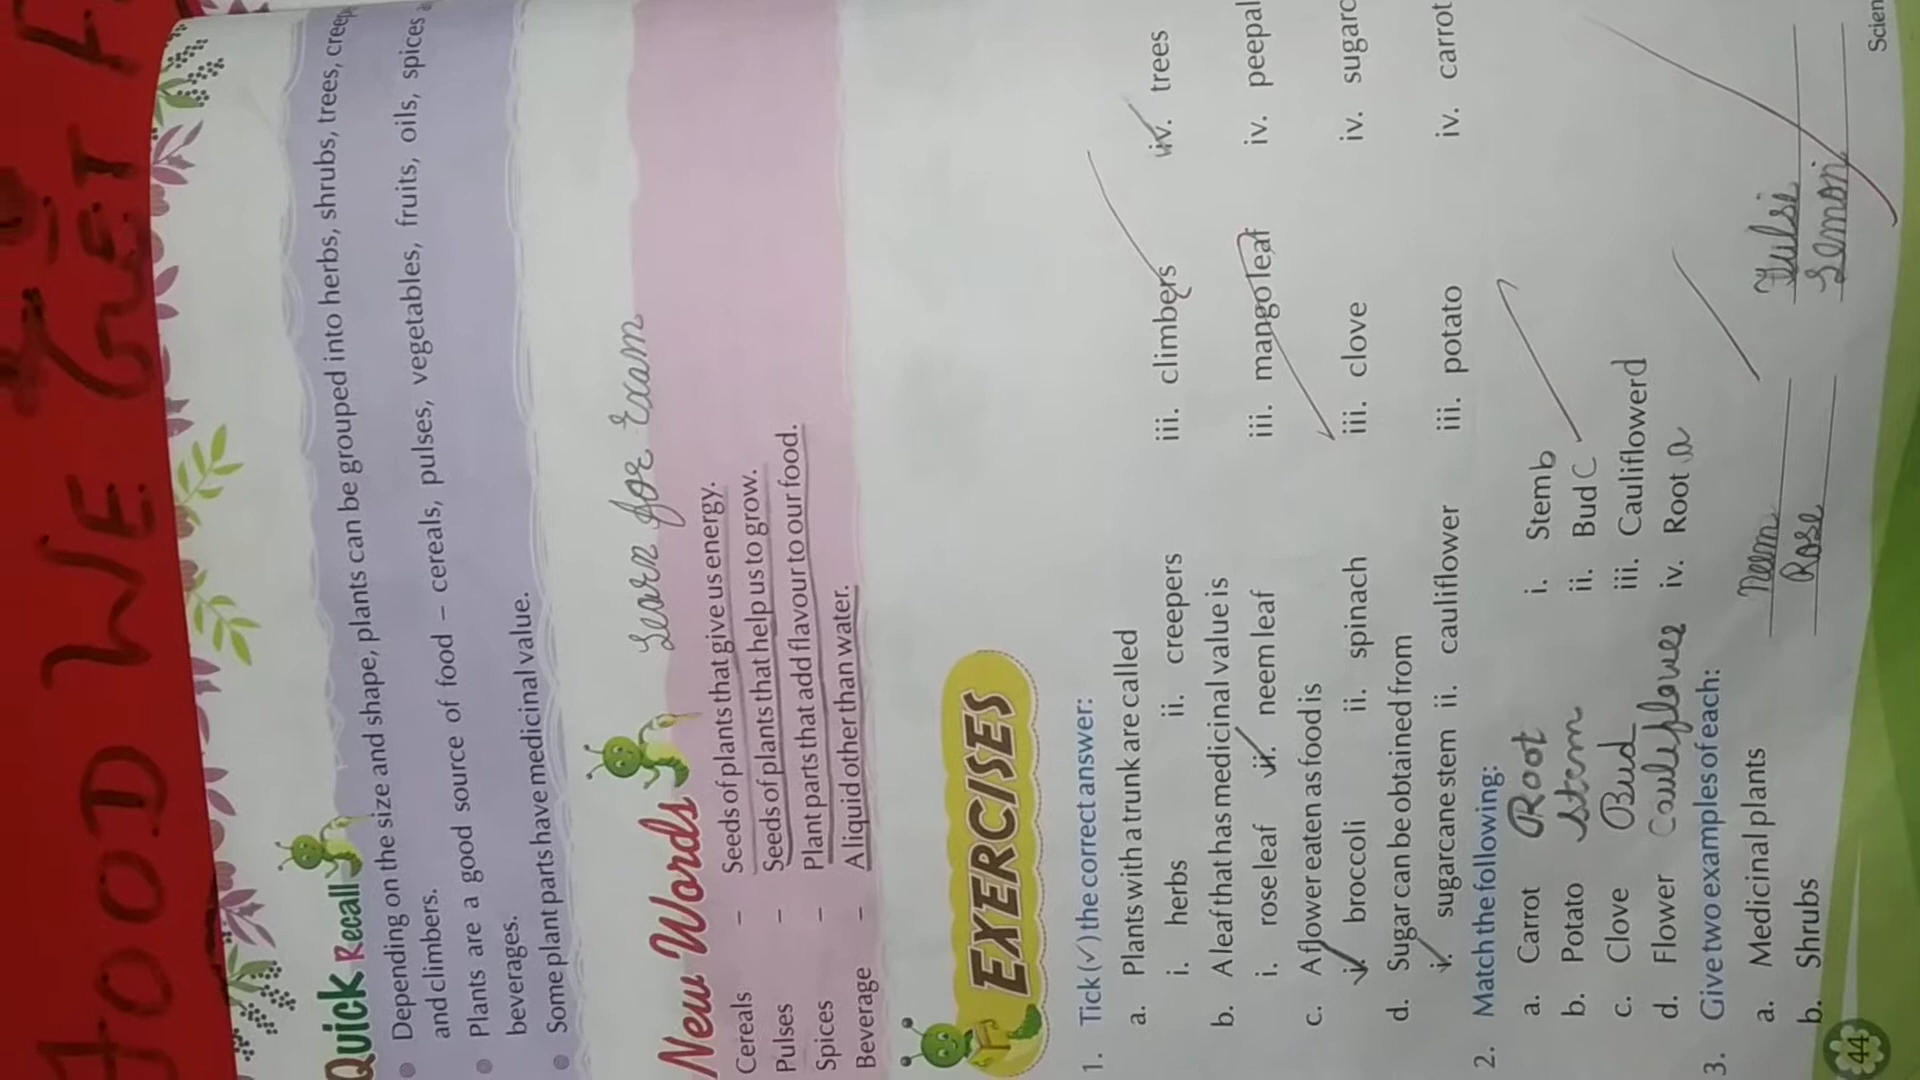 FOOD WE GET F
Quick Recall
Depending on the size and shape, plants can be grouped into herbs, shrubs, trees, creep
and climbers.
Plants are a good source of food – cereals, pulses, vegetables, fruits, oils, spices
beverages.
Some plant parts have medicinal value.
Learn for Exam
New Words
Cereals – Seeds of plants that give us energy.
Pulses – Seeds of plants that help us to grow.
Spices – Plant parts that add flavour to our food.
Beverage – A liquid other than water.
EXERCISES
1. Tick (✓) the correct answer:
a. Plants with a trunk are called
i. herbs ii. creepers iii. climbers iv. trees
b. A leaf that has medicinal value is
i. rose leaf ii. neem leaf iii. mango leaf iv. peepal
c. A flower eaten as food is
i. broccoli ii. spinach iii. clove iv. sugarc
d. Sugar can be obtained from
i. sugarcane stem ii. cauliflower iii. potato iv. carrot
2. Match the following:
a. Carrot Root i. Stem b
b. Potato Stem ii. Bud C
c. Clove Bud iii. Cauliflower d
d. Flower Cauliflower iv. Root a
3. Give two examples of each:
a. Medicinal plants Neem Tulsi
b. Shrubs Rose Lemon
44 Scien